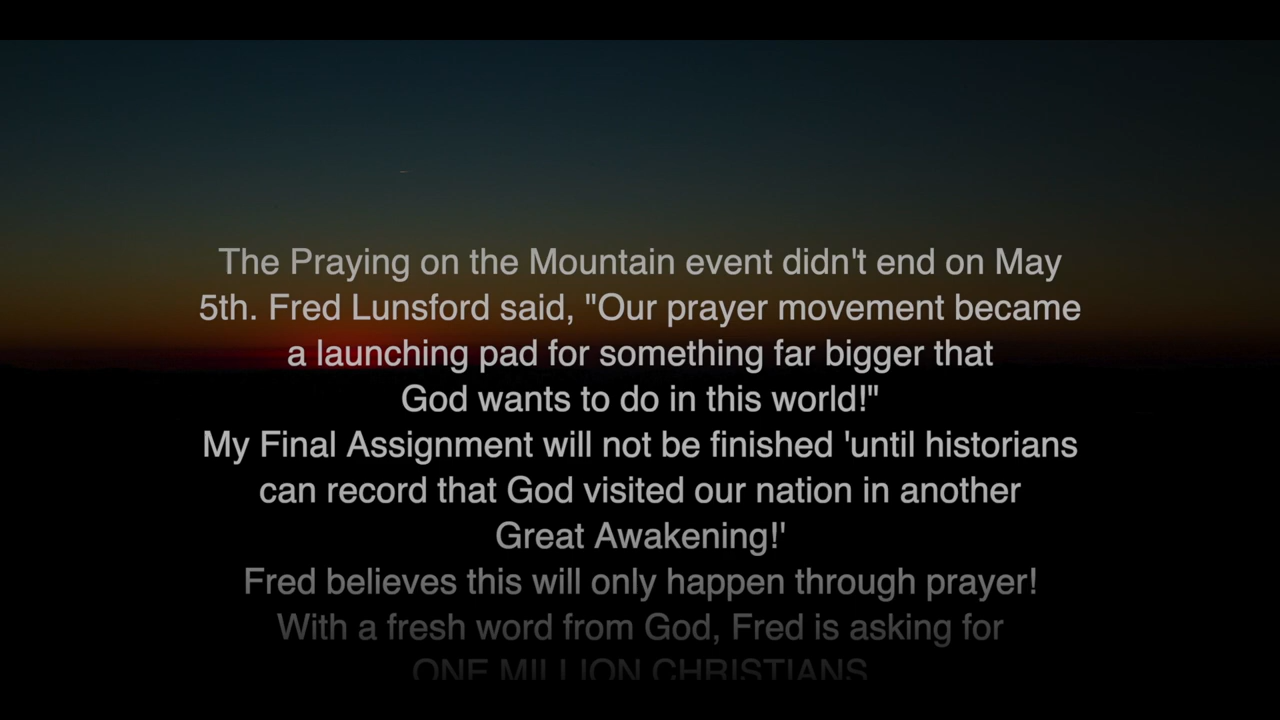 The Praying on the Mountain event didn't end on May
5th. Fred Lunsford said, "Our prayer movement became
a launching pad for something far bigger that
God wants to do in this world!"
My Final Assignment will not be finished 'until historians
can record that God visited our nation in another
Great Awakening!'
Fred believes this will only happen through prayer!
With a fresh word from God, Fred is asking for
ONE MILLION CHRISTIANS